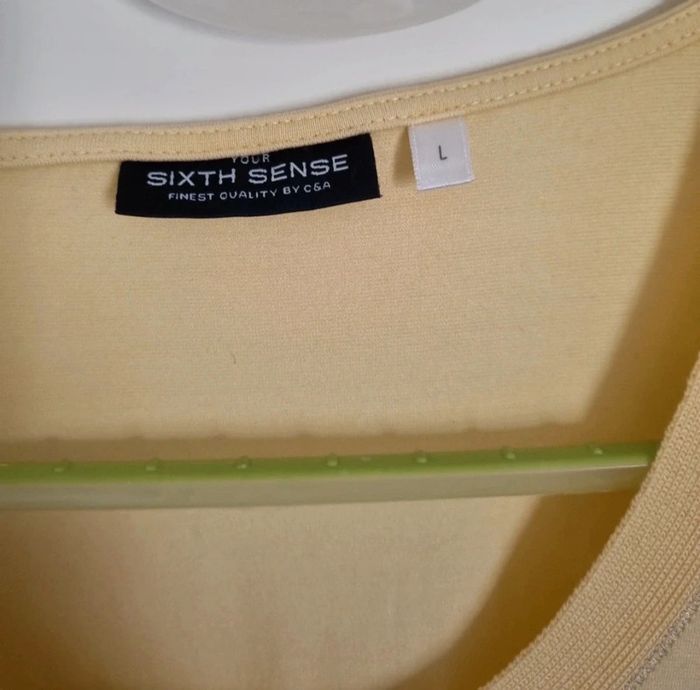 YOUR
SIXTH SENSE
FINEST QUALITY BY C&A
L